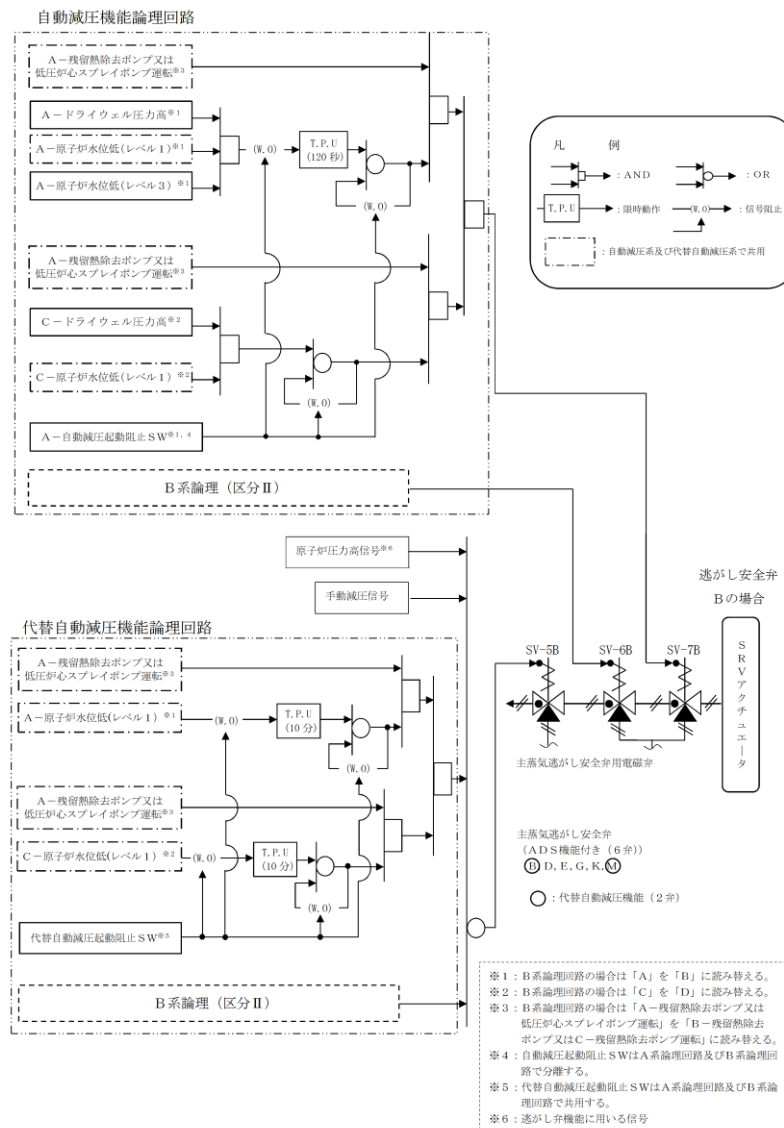 自動減圧機能論理回路
A－残留熱除去ポンプ又は
低圧炉心スプレイポンプ運転※3
A－ドライウェル圧力高※1
A－原子炉水位低(レベル1)※1
A－原子炉水位低(レベル3)※1
(W.O)
T.P.U
(120秒)
(W.O)
A－残留熱除去ポンプ又は
低圧炉心スプレイポンプ運転※3
C－ドライウェル圧力高※2
C－原子炉水位低(レベル1)※2
(W.O)
A－自動減圧起動阻止SW※1,4
B系論理(区分Ⅱ)
凡　例
:AND
:OR
T.P.U
:限時動作
(W.O)
:信号阻止
:自動減圧系及び代替自動減圧系で共用
原子炉圧力高信号※6
手動減圧信号
代替自動減圧機能論理回路
A－残留熱除去ポンプ又は
低圧炉心スプレイポンプ運転※3
A－原子炉水位低(レベル1)※1
(W.O)
T.P.U
(10分)
(W.O)
A－残留熱除去ポンプ又は
低圧炉心スプレイポンプ運転※3
C－原子炉水位低(レベル1)※2
(W.O)
T.P.U
(10分)
(W.O)
代替自動減圧起動阻止SW※5
B系論理(区分Ⅱ)
逃がし安全弁
Bの場合
SV-5B
SV-6B
SV-7B
SRVアクチュエータ
主蒸気逃がし安全弁用電磁弁
主蒸気逃がし安全弁
(ADS機能付き(6弁))
B, D, E, G, K, M
○:代替自動減圧機能(2弁)
※1:B系論理回路の場合は「A」を「B」に読み替える。
※2:B系論理回路の場合は「C」を「D」に読み替える。
※3:B系論理回路の場合は「A－残留熱除去ポンプ又は
低圧炉心スプレイポンプ運転」を「B－残留熱除去
ポンプ又はC－残留熱除去ポンプ運転」に読み替える。
※4:自動減圧起動阻止SWはA系論理回路及びB系論理回
路で分離する。
※5:代替自動減圧起動阻止SWはA系論理回路及びB系論
理回路で共用する。
※6:逃がし弁機能に用いる信号